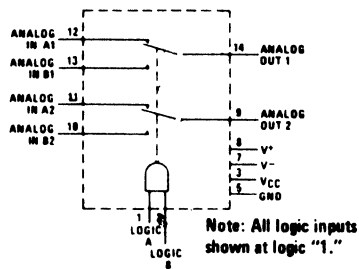 ANALOG
IN A1
12
ANALOG
IN B1
13
ANALOG
IN A2
11
ANALOG
IN B2
10
14
ANALOG
OUT 1
9
ANALOG
OUT 2
8
V+
7
V−
3
VCC
GND
1
LOGIC
A
LOGIC
B
Note: All logic inputs
shown at logic "1."